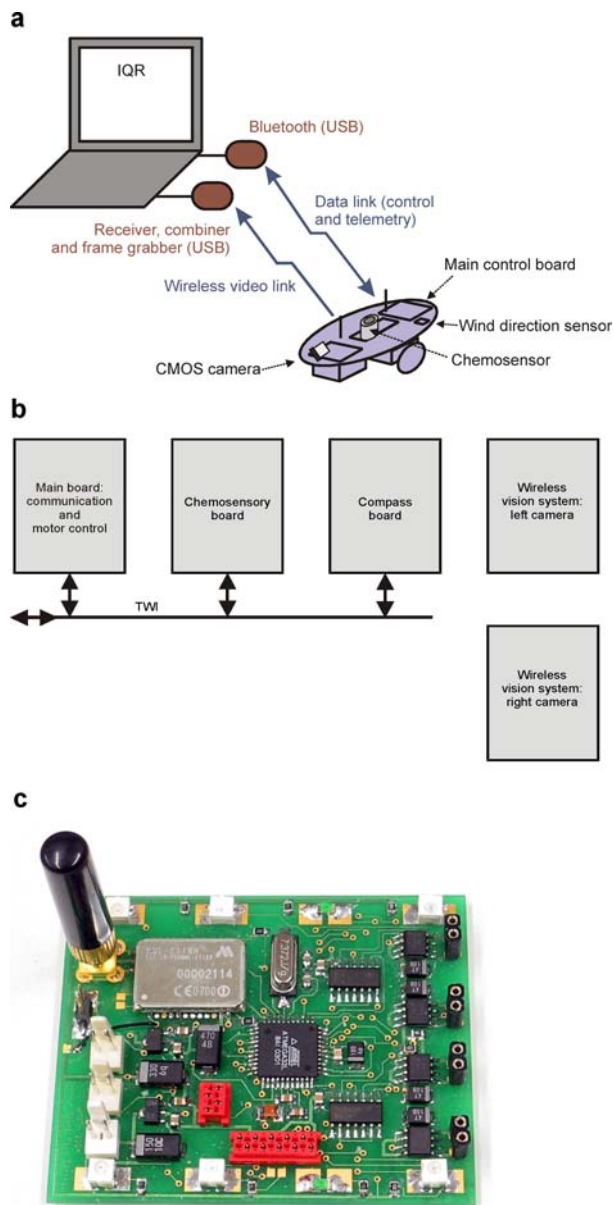 a
IQR
Bluetooth (USB)
Data link (control
and telemetry)
Receiver, combiner
and frame grabber (USB)
Wireless video link
Main control board
Wind direction sensor
Chemosensor
CMOS camera
b
Main board:
communication
and
motor control
Chemosensory
board
Compass
board
Wireless
vision system:
left camera
TWI
Wireless
vision system:
right camera
c
00002114
CE0700